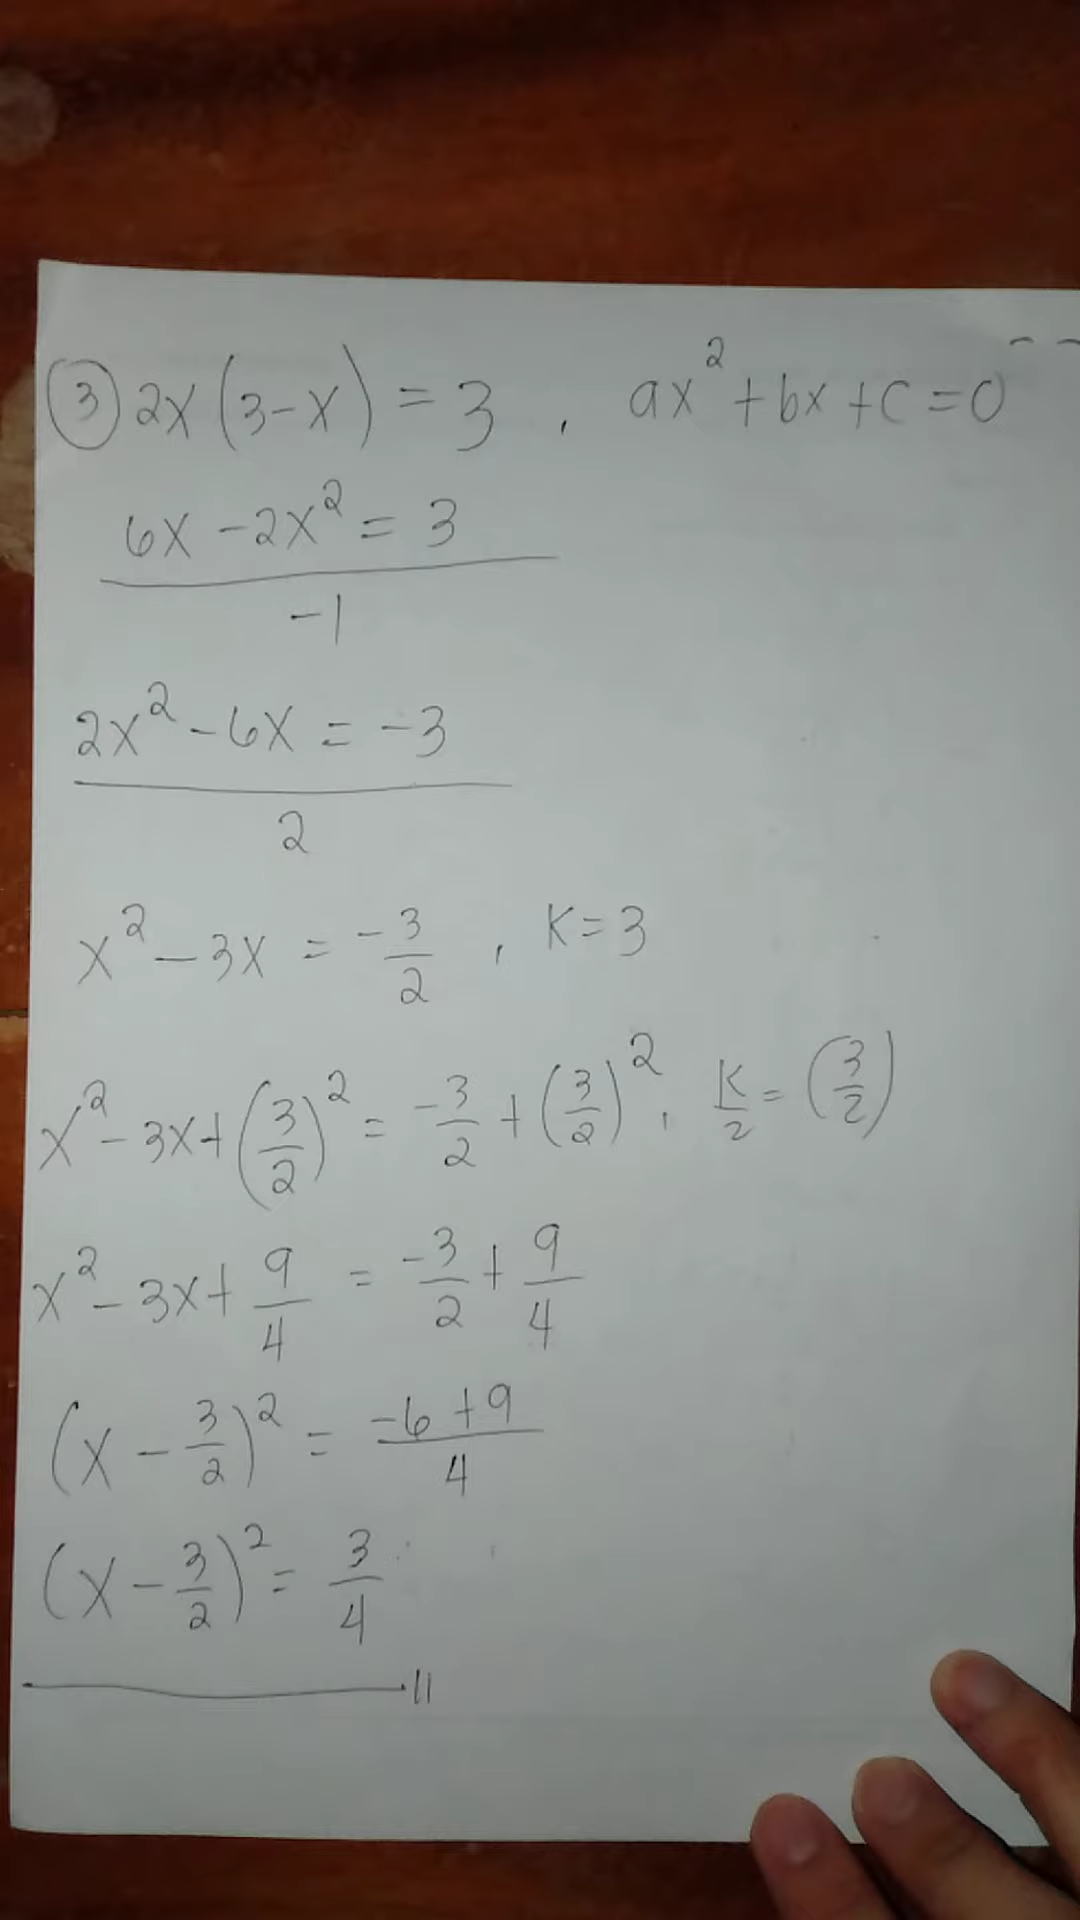 ③ 2x(3-x) = 3 , ax² + bx + c = 0
6x - 2x² = 3
-1
2x² - 6x = -3
2
x² - 3x = -3/2 , K = 3
x² - 3x + (3/2)² = -3/2 + (3/2)² , K/2 = (3/2)
x² - 3x + 9/4 = -3/2 + 9/4
(x - 3/2)² = -6+9/4
(x - 3/2)² = 3/4